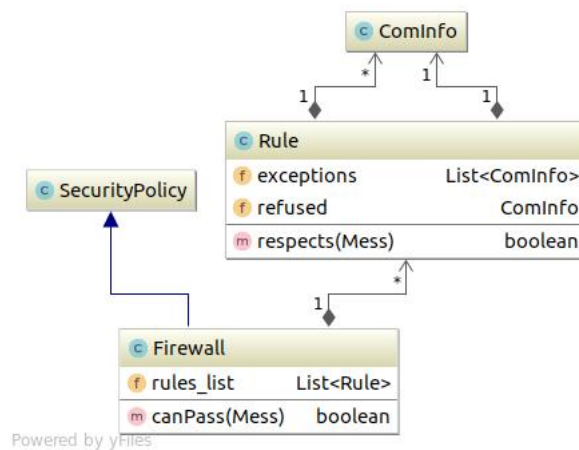 C ComInfo
* 1
1 1
C Rule
f exceptions List<ComInfo>
f refused ComInfo
m respects(Mess) boolean
C SecurityPolicy
*
1
C Firewall
f rules_list List<Rule>
m canPass(Mess) boolean
Powered by yFiles